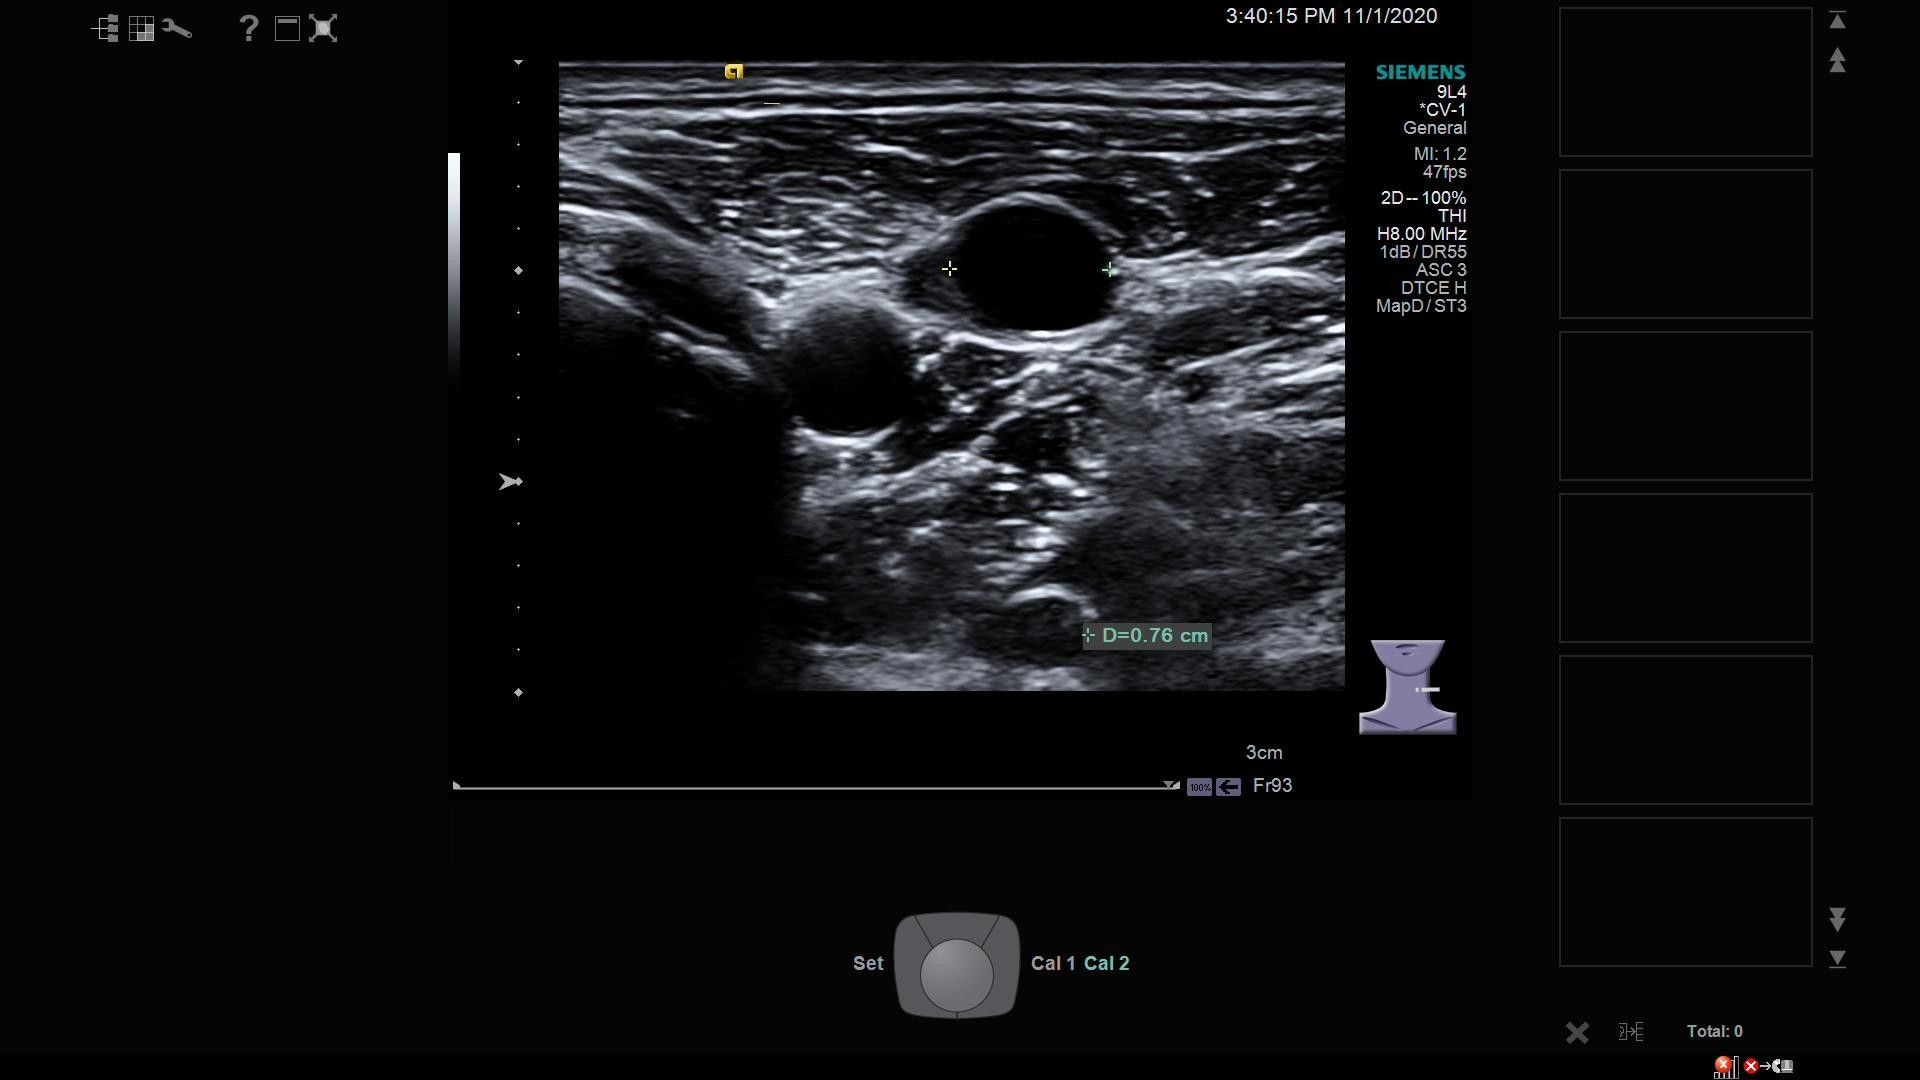 3:40:15 PM 11/1/2020
SIEMENS
9L4
*CV-1
General
MI: 1.2
47fps
2D--100%
THI
H8.00 MHz
1dB/DR55
ASC 3
DTCE H
MapD/ST3
D=0.76 cm
3cm
100%
Fr93
Set
Cal 1 Cal 2
Total: 0